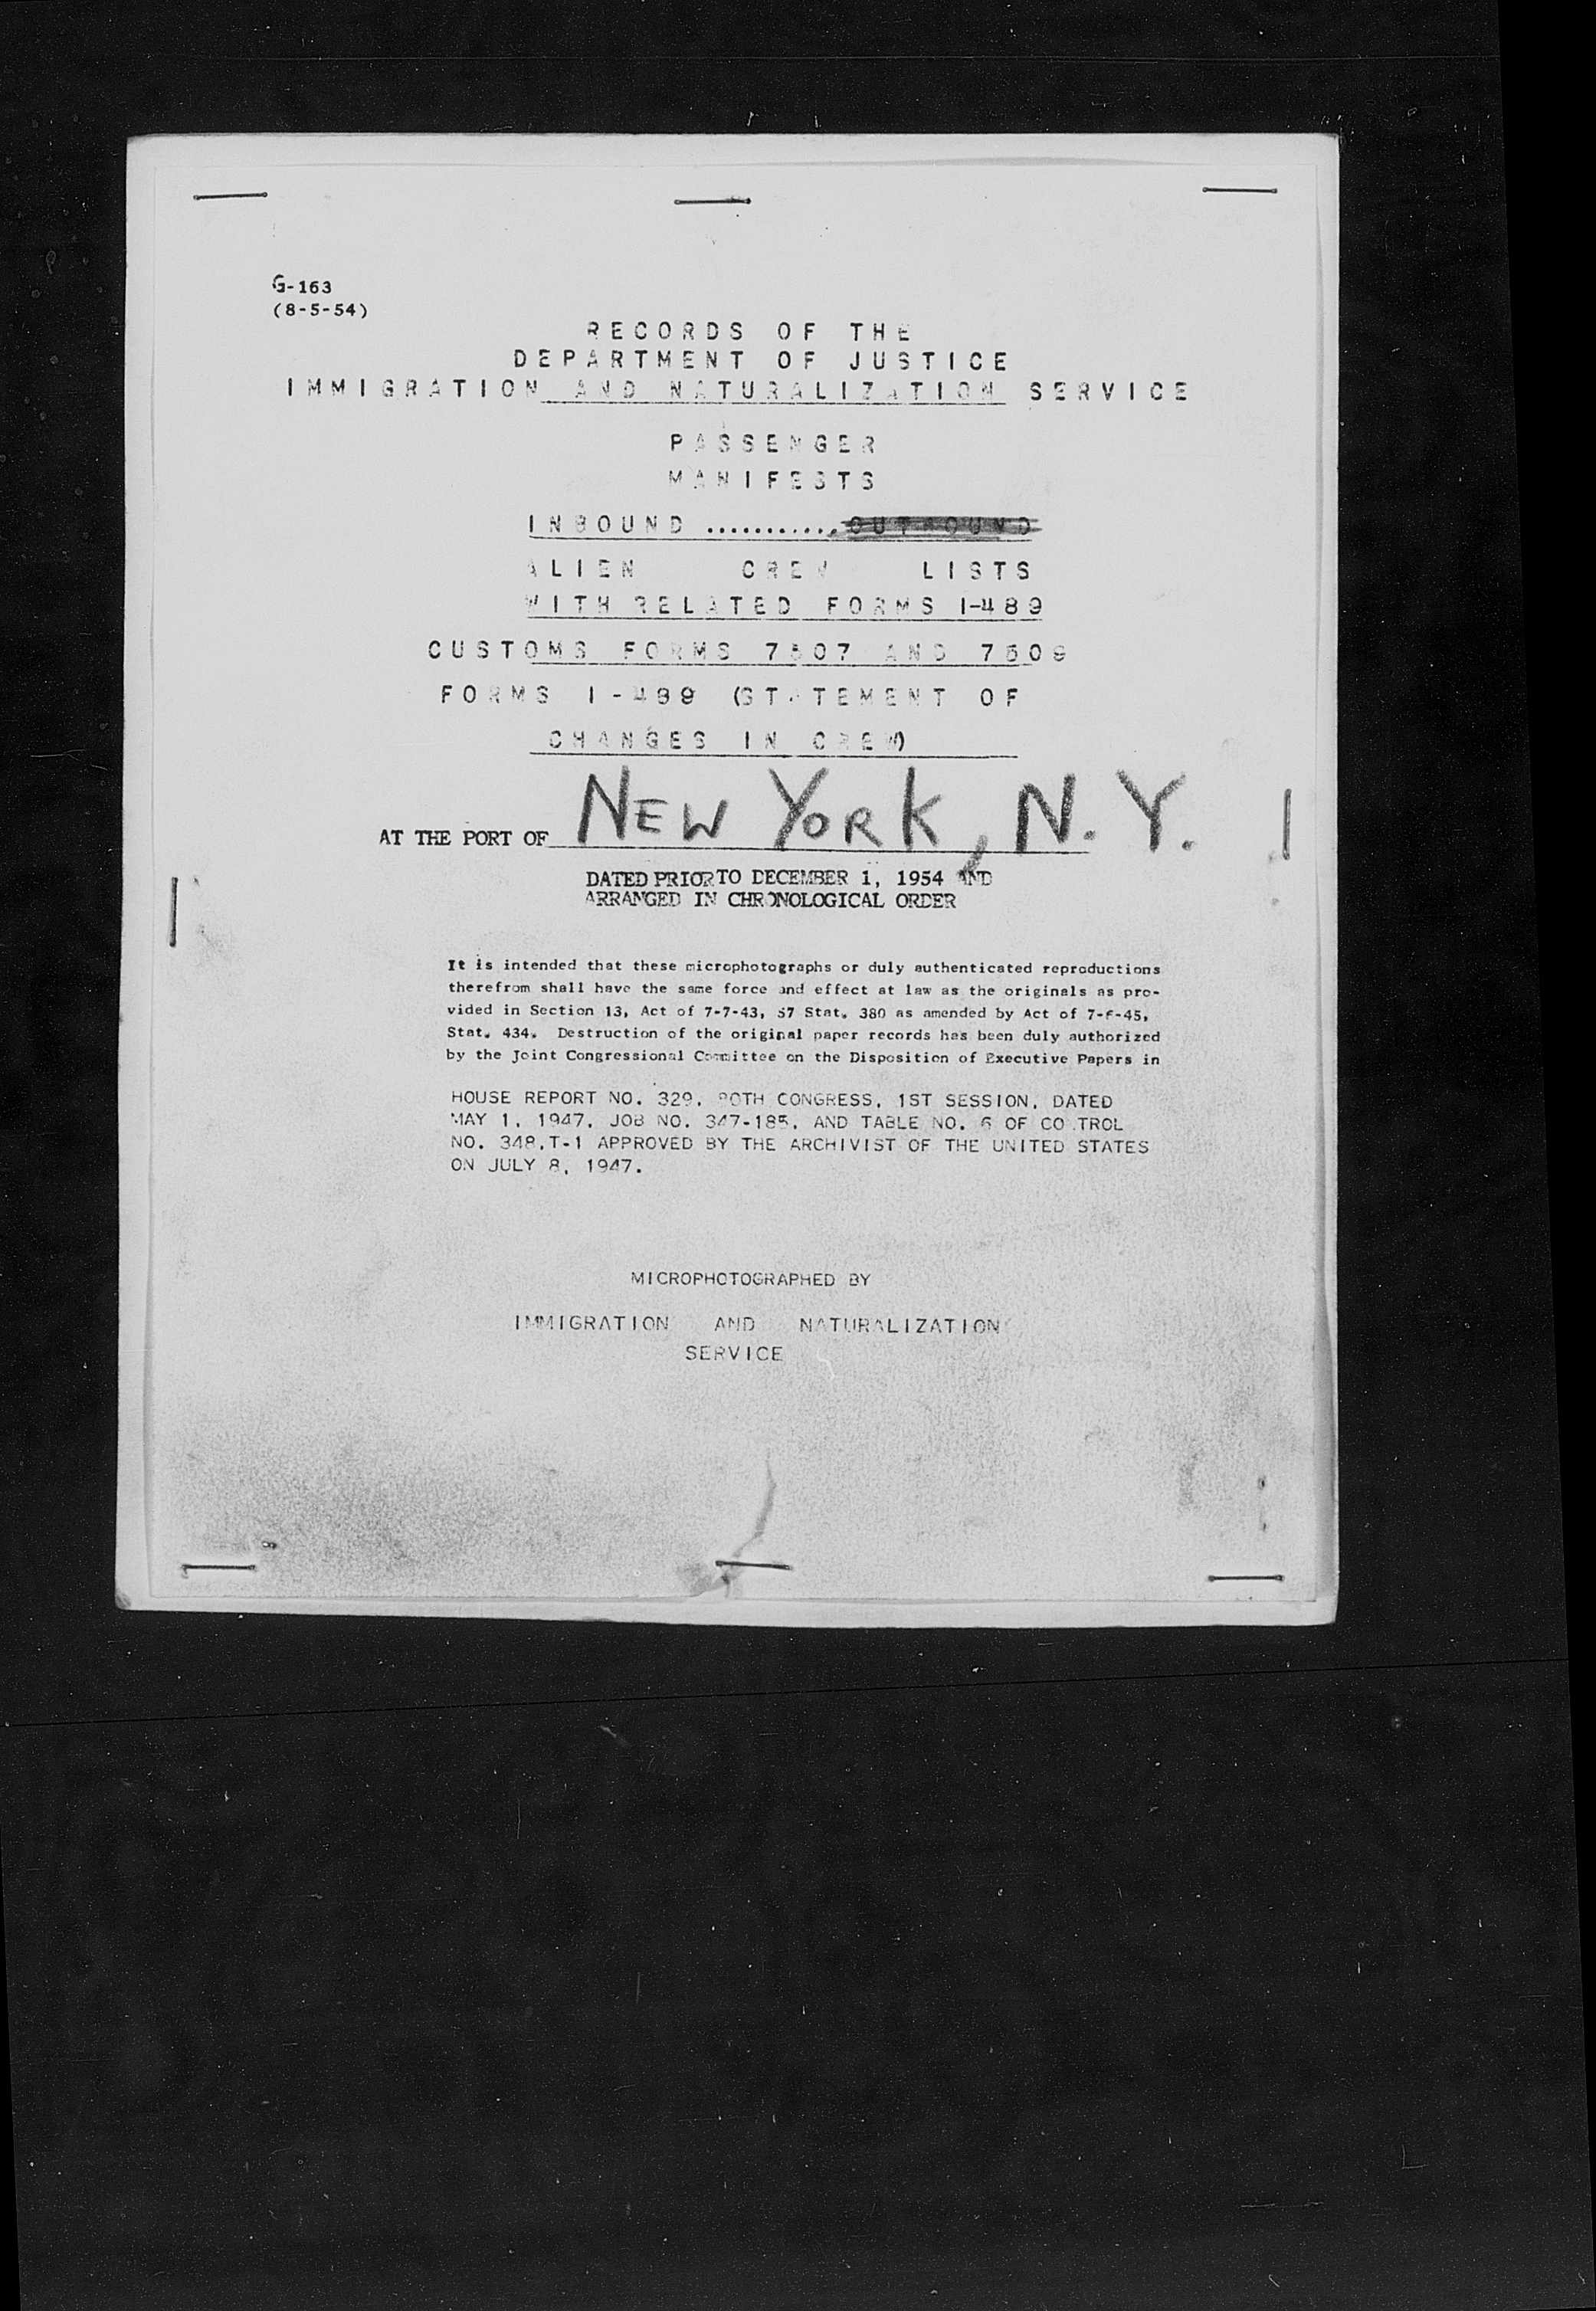 G-163
(8-5-54)
RECORDS OF THE
DEPARTMENT OF JUSTICE
IMMIGRATION AND NATURALIZATION SERVICE
PASSENGER
MANIFESTS
INBOUND ........... OUTBOUND
ALIEN CREW LISTS
WITH RELATED FORMS I-489
CUSTOMS FORMS 7507 AND 7509
FORMS I-489 (STATEMENT OF
CHANGES IN CREW)
AT THE PORT OF NEW YORK, N. Y.
DATED PRIOR TO DECEMBER 1, 1954 AND
ARRANGED IN CHRONOLOGICAL ORDER
It is intended that these microphotographs or duly authenticated reproductions
therefrom shall have the same force and effect at law as the originals as pro-
vided in Section 13, Act of 7-7-43, 57 Stat. 380 as amended by Act of 7-6-45,
Stat. 434. Destruction of the original paper records has been duly authorized
by the Joint Congressional Committee on the Disposition of Executive Papers in
HOUSE REPORT NO. 329, 80TH CONGRESS, 1ST SESSION, DATED
MAY 1, 1947, JOB NO. 347-185, AND TABLE NO. 6 OF CO TROL
NO. 348,T-1 APPROVED BY THE ARCHIVIST OF THE UNITED STATES
ON JULY 8, 1947.
MICROPHOTOGRAPHED BY
IMMIGRATION AND NATURALIZATION
SERVICE